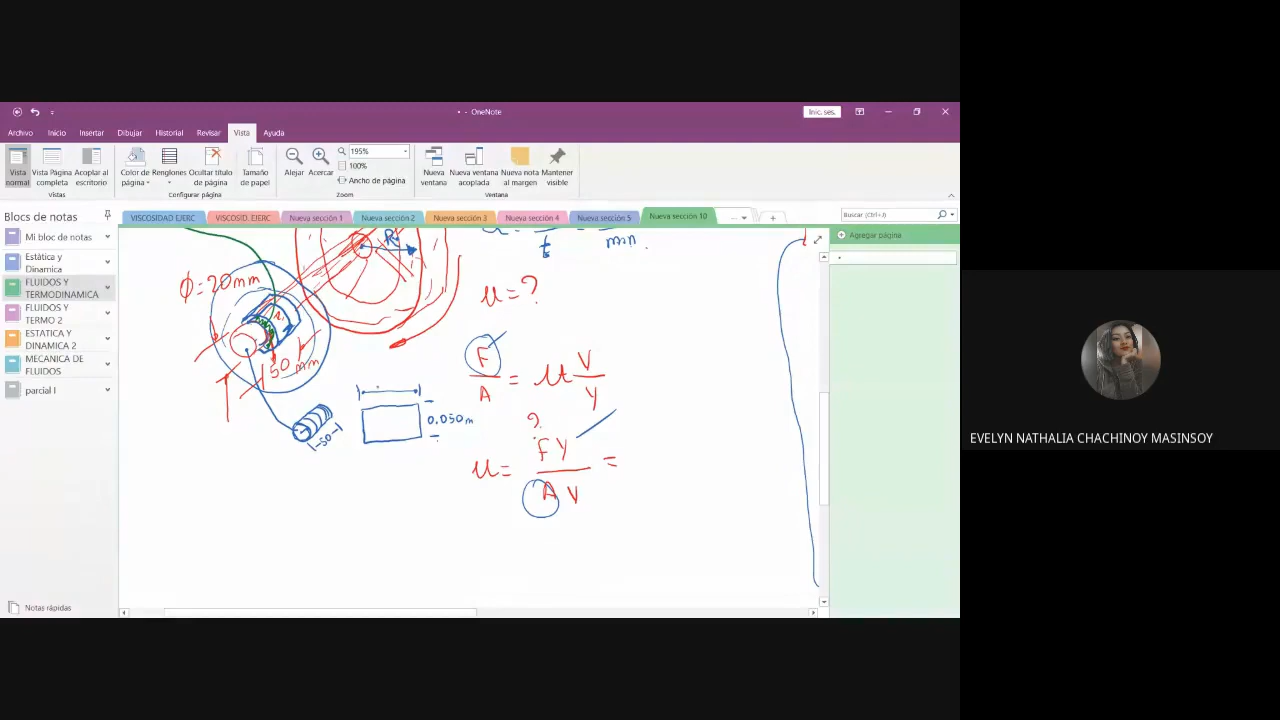 - OneNote
Inic. ses.
Archivo Inicio Insertar Dibujar Historial Revisar Vista Ayuda
Vista normal
Vista Página completa
Acoplar al escritorio
Vistas
Color de página
Renglones
Ocultar título de página
Tamaño de papel
Configurar página
Alejar
Acercar
195%
100%
Ancho de página
Zoom
Nueva ventana
Nueva ventana acoplada
Nueva nota al margen
Mantener visible
Ventana
Blocs de notas
VISCOSIDAD EJERC
VISCOSID. EJERC
Nueva sección 1
Nueva sección 2
Nueva sección 3
Nueva sección 4
Nueva sección 5
Nueva sección 10
...
+
Buscar (Ctrl+J)
Agregar página
Mi bloc de notas
Estática y
Dinamica
FLUIDOS Y
TERMODINAMICA
FLUIDOS Y
TERMO 2
ESTATICA Y
DINAMICA 2
MECANICA DE
FLUIDOS
parcial I
Notas rápidas
t
=
min.
R
ϕ=20mm
50 mm
|-50-|
0.050m
μ=?
F/A = μ V/Y
?
μ= FY/AV =
EVELYN NATHALIA CHACHINOY MASINSOY